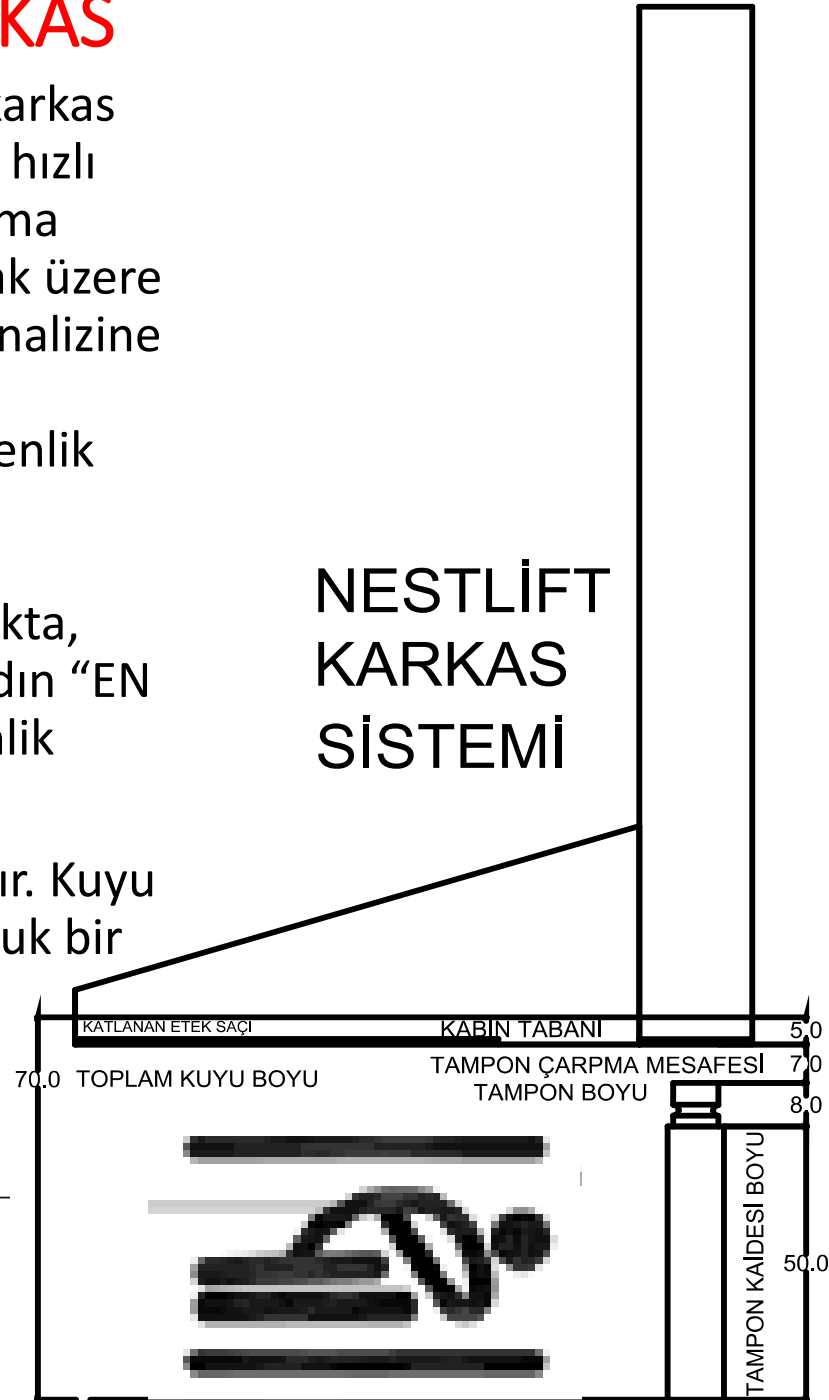 KAS
karkas
hızlı
ma
ak üzere
nalizine
enlik
kta,
dın “EN
lik
ır. Kuyu
uk bir
NESTLİFT
KARKAS
SİSTEMİ
KATLANAN ETEK SAÇI
KABİN TABANI
5.0
TAMPON ÇARPMA MESAFESİ
7.0
70.0
TOPLAM KUYU BOYU
TAMPON BOYU
8.0
TAMPON KAİDESİ BOYU
50.0